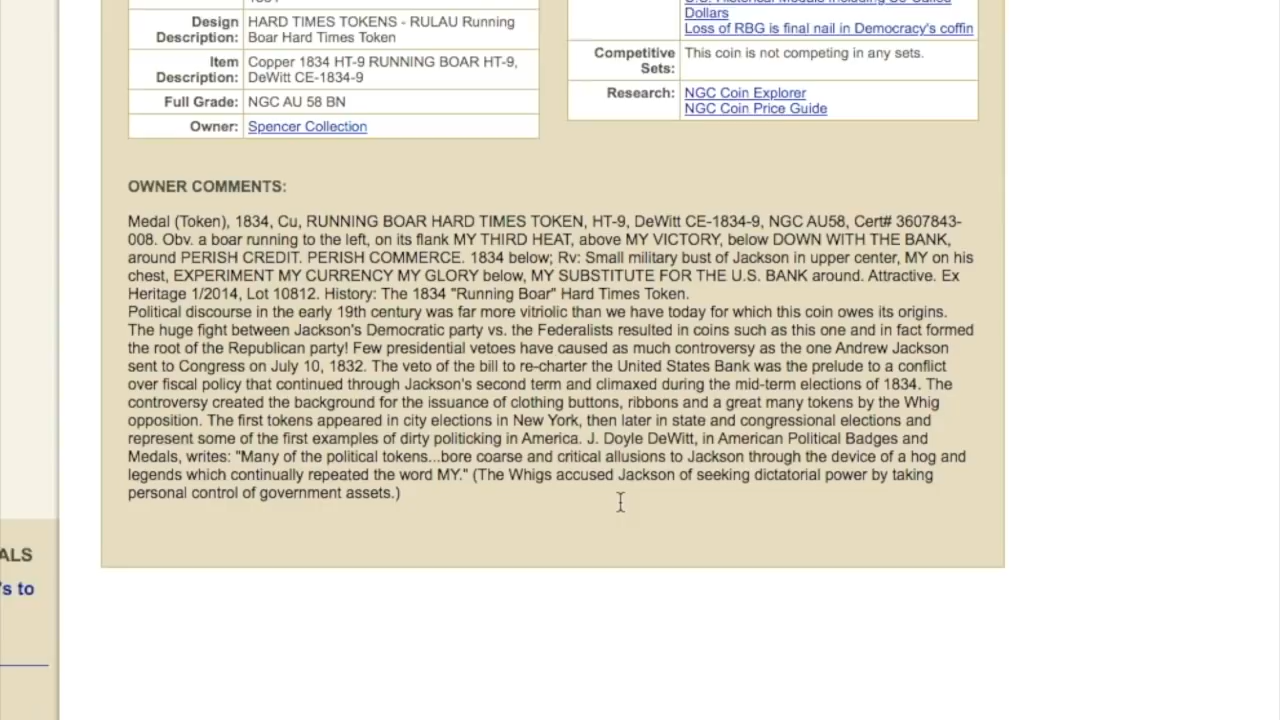 Design Description:
HARD TIMES TOKENS - RULAU Running
Boar Hard Times Token
Item Description:
Copper 1834 HT-9 RUNNING BOAR HT-9,
DeWitt CE-1834-9
Full Grade: NGC AU 58 BN
Owner: Spencer Collection
Dollars
Loss of RBG is final nail in Democracy's coffin
Competitive Sets:
This coin is not competing in any sets.
Research: NGC Coin Explorer
NGC Coin Price Guide
OWNER COMMENTS:
Medal (Token), 1834, Cu, RUNNING BOAR HARD TIMES TOKEN, HT-9, DeWitt CE-1834-9, NGC AU58, Cert# 3607843-
008. Obv. a boar running to the left, on its flank MY THIRD HEAT, above MY VICTORY, below DOWN WITH THE BANK,
around PERISH CREDIT. PERISH COMMERCE. 1834 below; Rv: Small military bust of Jackson in upper center, MY on his
chest, EXPERIMENT MY CURRENCY MY GLORY below, MY SUBSTITUTE FOR THE U.S. BANK around. Attractive. Ex
Heritage 1/2014, Lot 10812. History: The 1834 "Running Boar" Hard Times Token.
Political discourse in the early 19th century was far more vitriolic than we have today for which this coin owes its origins.
The huge fight between Jackson's Democratic party vs. the Federalists resulted in coins such as this one and in fact formed
the root of the Republican party! Few presidential vetoes have caused as much controversy as the one Andrew Jackson
sent to Congress on July 10, 1832. The veto of the bill to re-charter the United States Bank was the prelude to a conflict
over fiscal policy that continued through Jackson's second term and climaxed during the mid-term elections of 1834. The
controversy created the background for the issuance of clothing buttons, ribbons and a great many tokens by the Whig
opposition. The first tokens appeared in city elections in New York, then later in state and congressional elections and
represent some of the first examples of dirty politicking in America. J. Doyle DeWitt, in American Political Badges and
Medals, writes: "Many of the political tokens...bore coarse and critical allusions to Jackson through the device of a hog and
legends which continually repeated the word MY." (The Whigs accused Jackson of seeking dictatorial power by taking
personal control of government assets.)
ALS
's to